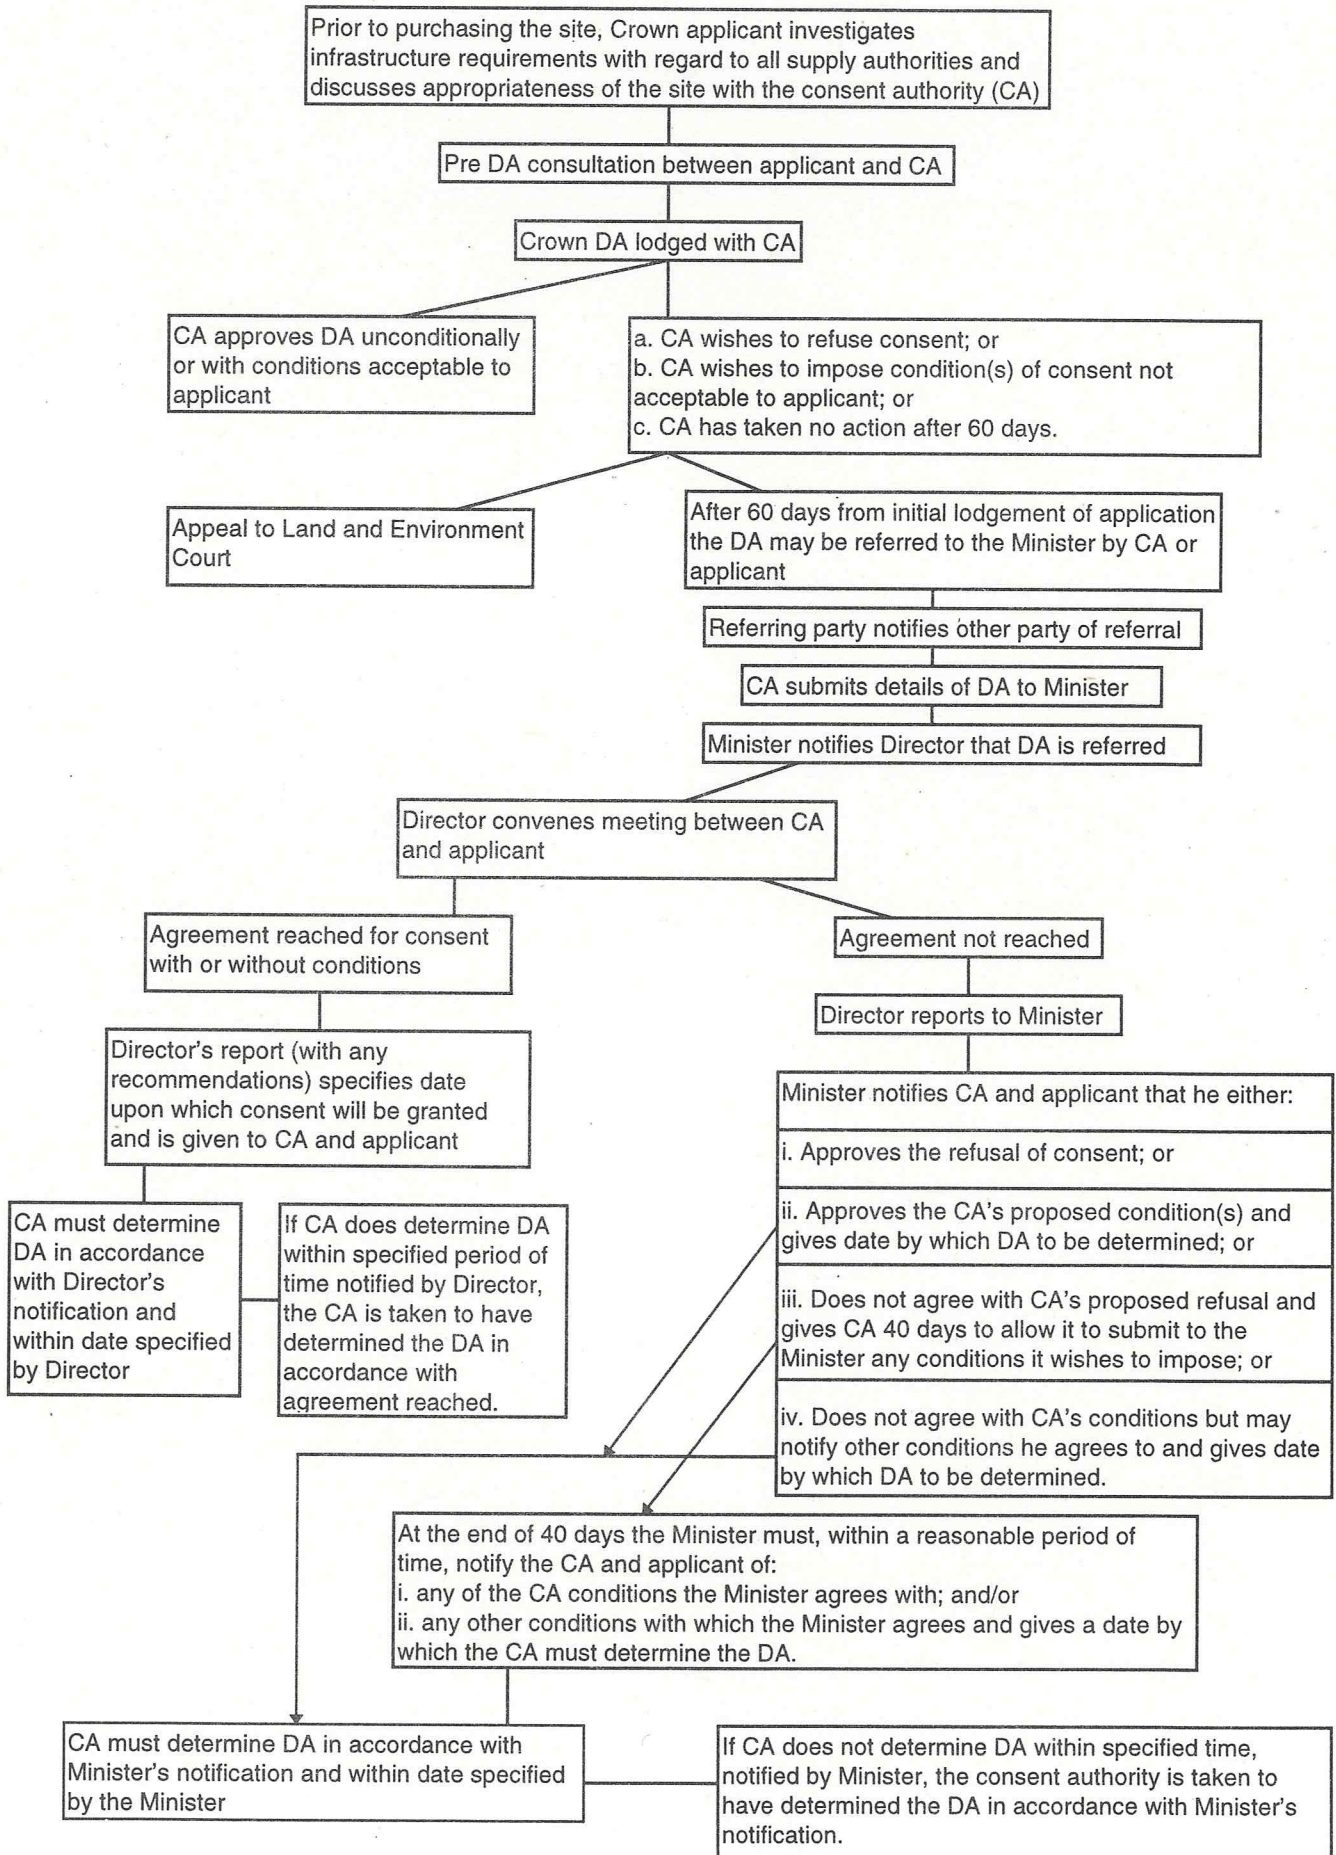 Prior to purchasing the site, Crown applicant investigates
infrastructure requirements with regard to all supply authorities and
discusses appropriateness of the site with the consent authority (CA)
Pre DA consultation between applicant and CA
Crown DA lodged with CA
CA approves DA unconditionally
or with conditions acceptable to
applicant
a. CA wishes to refuse consent; or
b. CA wishes to impose condition(s) of consent not
acceptable to applicant; or
c. CA has taken no action after 60 days.
Appeal to Land and Environment
Court
After 60 days from initial lodgement of application
the DA may be referred to the Minister by CA or
applicant
Referring party notifies other party of referral
CA submits details of DA to Minister
Minister notifies Director that DA is referred
Director convenes meeting between CA
and applicant
Agreement reached for consent
with or without conditions
Agreement not reached
Director reports to Minister
Director's report (with any
recommendations) specifies date
upon which consent will be granted
and is given to CA and applicant
Minister notifies CA and applicant that he either:
i. Approves the refusal of consent; or
ii. Approves the CA's proposed condition(s) and
gives date by which DA to be determined; or
iii. Does not agree with CA's proposed refusal and
gives CA 40 days to allow it to submit to the
Minister any conditions it wishes to impose; or
iv. Does not agree with CA's conditions but may
notify other conditions he agrees to and gives date
by which DA to be determined.
CA must determine
DA in accordance
with Director's
notification and
within date specified
by Director
If CA does determine DA
within specified period of
time notified by Director,
the CA is taken to have
determined the DA in
accordance with
agreement reached.
At the end of 40 days the Minister must, within a reasonable period of
time, notify the CA and applicant of:
i. any of the CA conditions the Minister agrees with; and/or
ii. any other conditions with which the Minister agrees and gives a date by
which the CA must determine the DA.
CA must determine DA in accordance with
Minister's notification and within date specified
by the Minister
If CA does not determine DA within specified time,
notified by Minister, the consent authority is taken to
have determined the DA in accordance with Minister's
notification.